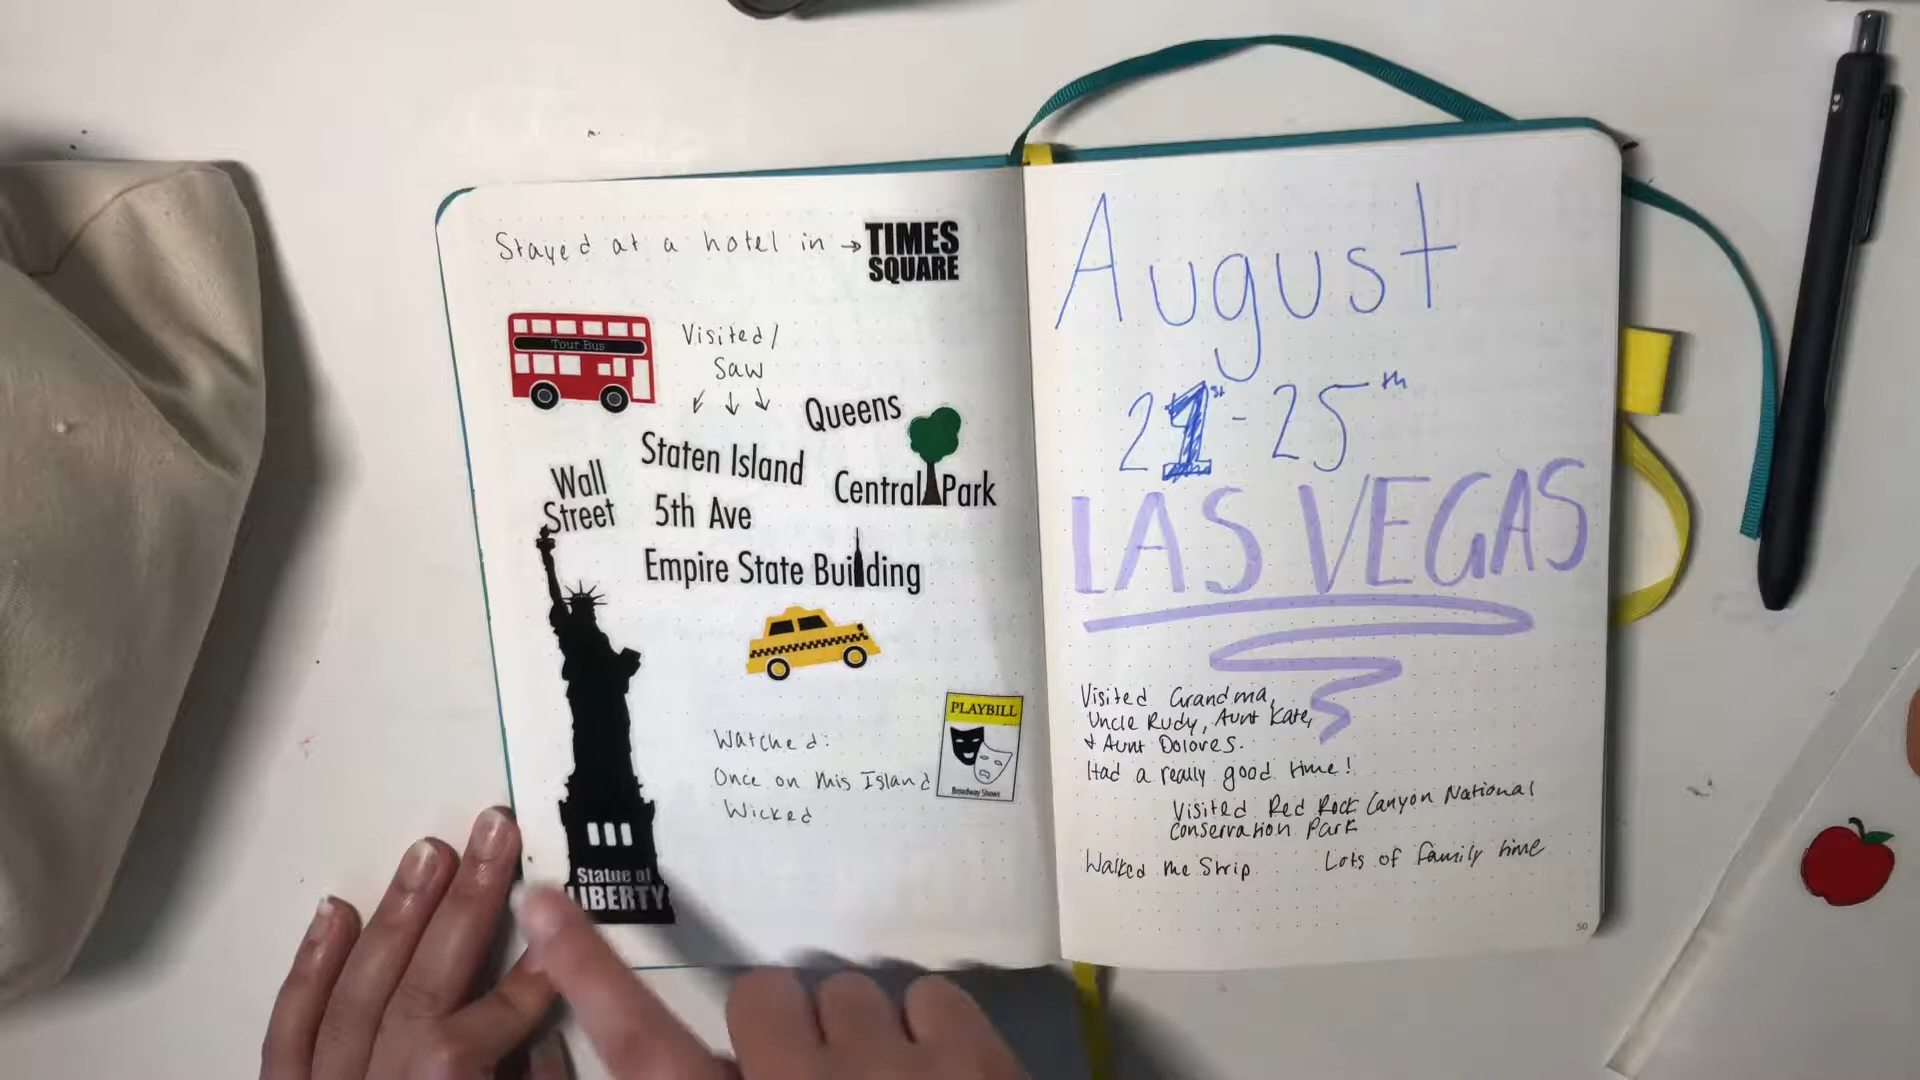 Stayed at a hotel in → TIMES
SQUARE
Tour Bus
Visited/
Saw
Queens
Staten Island
Central Park
Wall
Street
5th Ave
Empire State Building
PLAYBILL
Broadway Shows
Watched:
Once on this Island
Wicked
Statue of
LIBERTY
August
21st - 25th
LAS VEGAS
Visited Grandma,
Uncle Rudy, Aunt Kate,
+ Aunt Dolores.
Had a really good time!
Visited Red Rock Canyon National
Conservation Park
Walked the Strip
Lots of family time
50